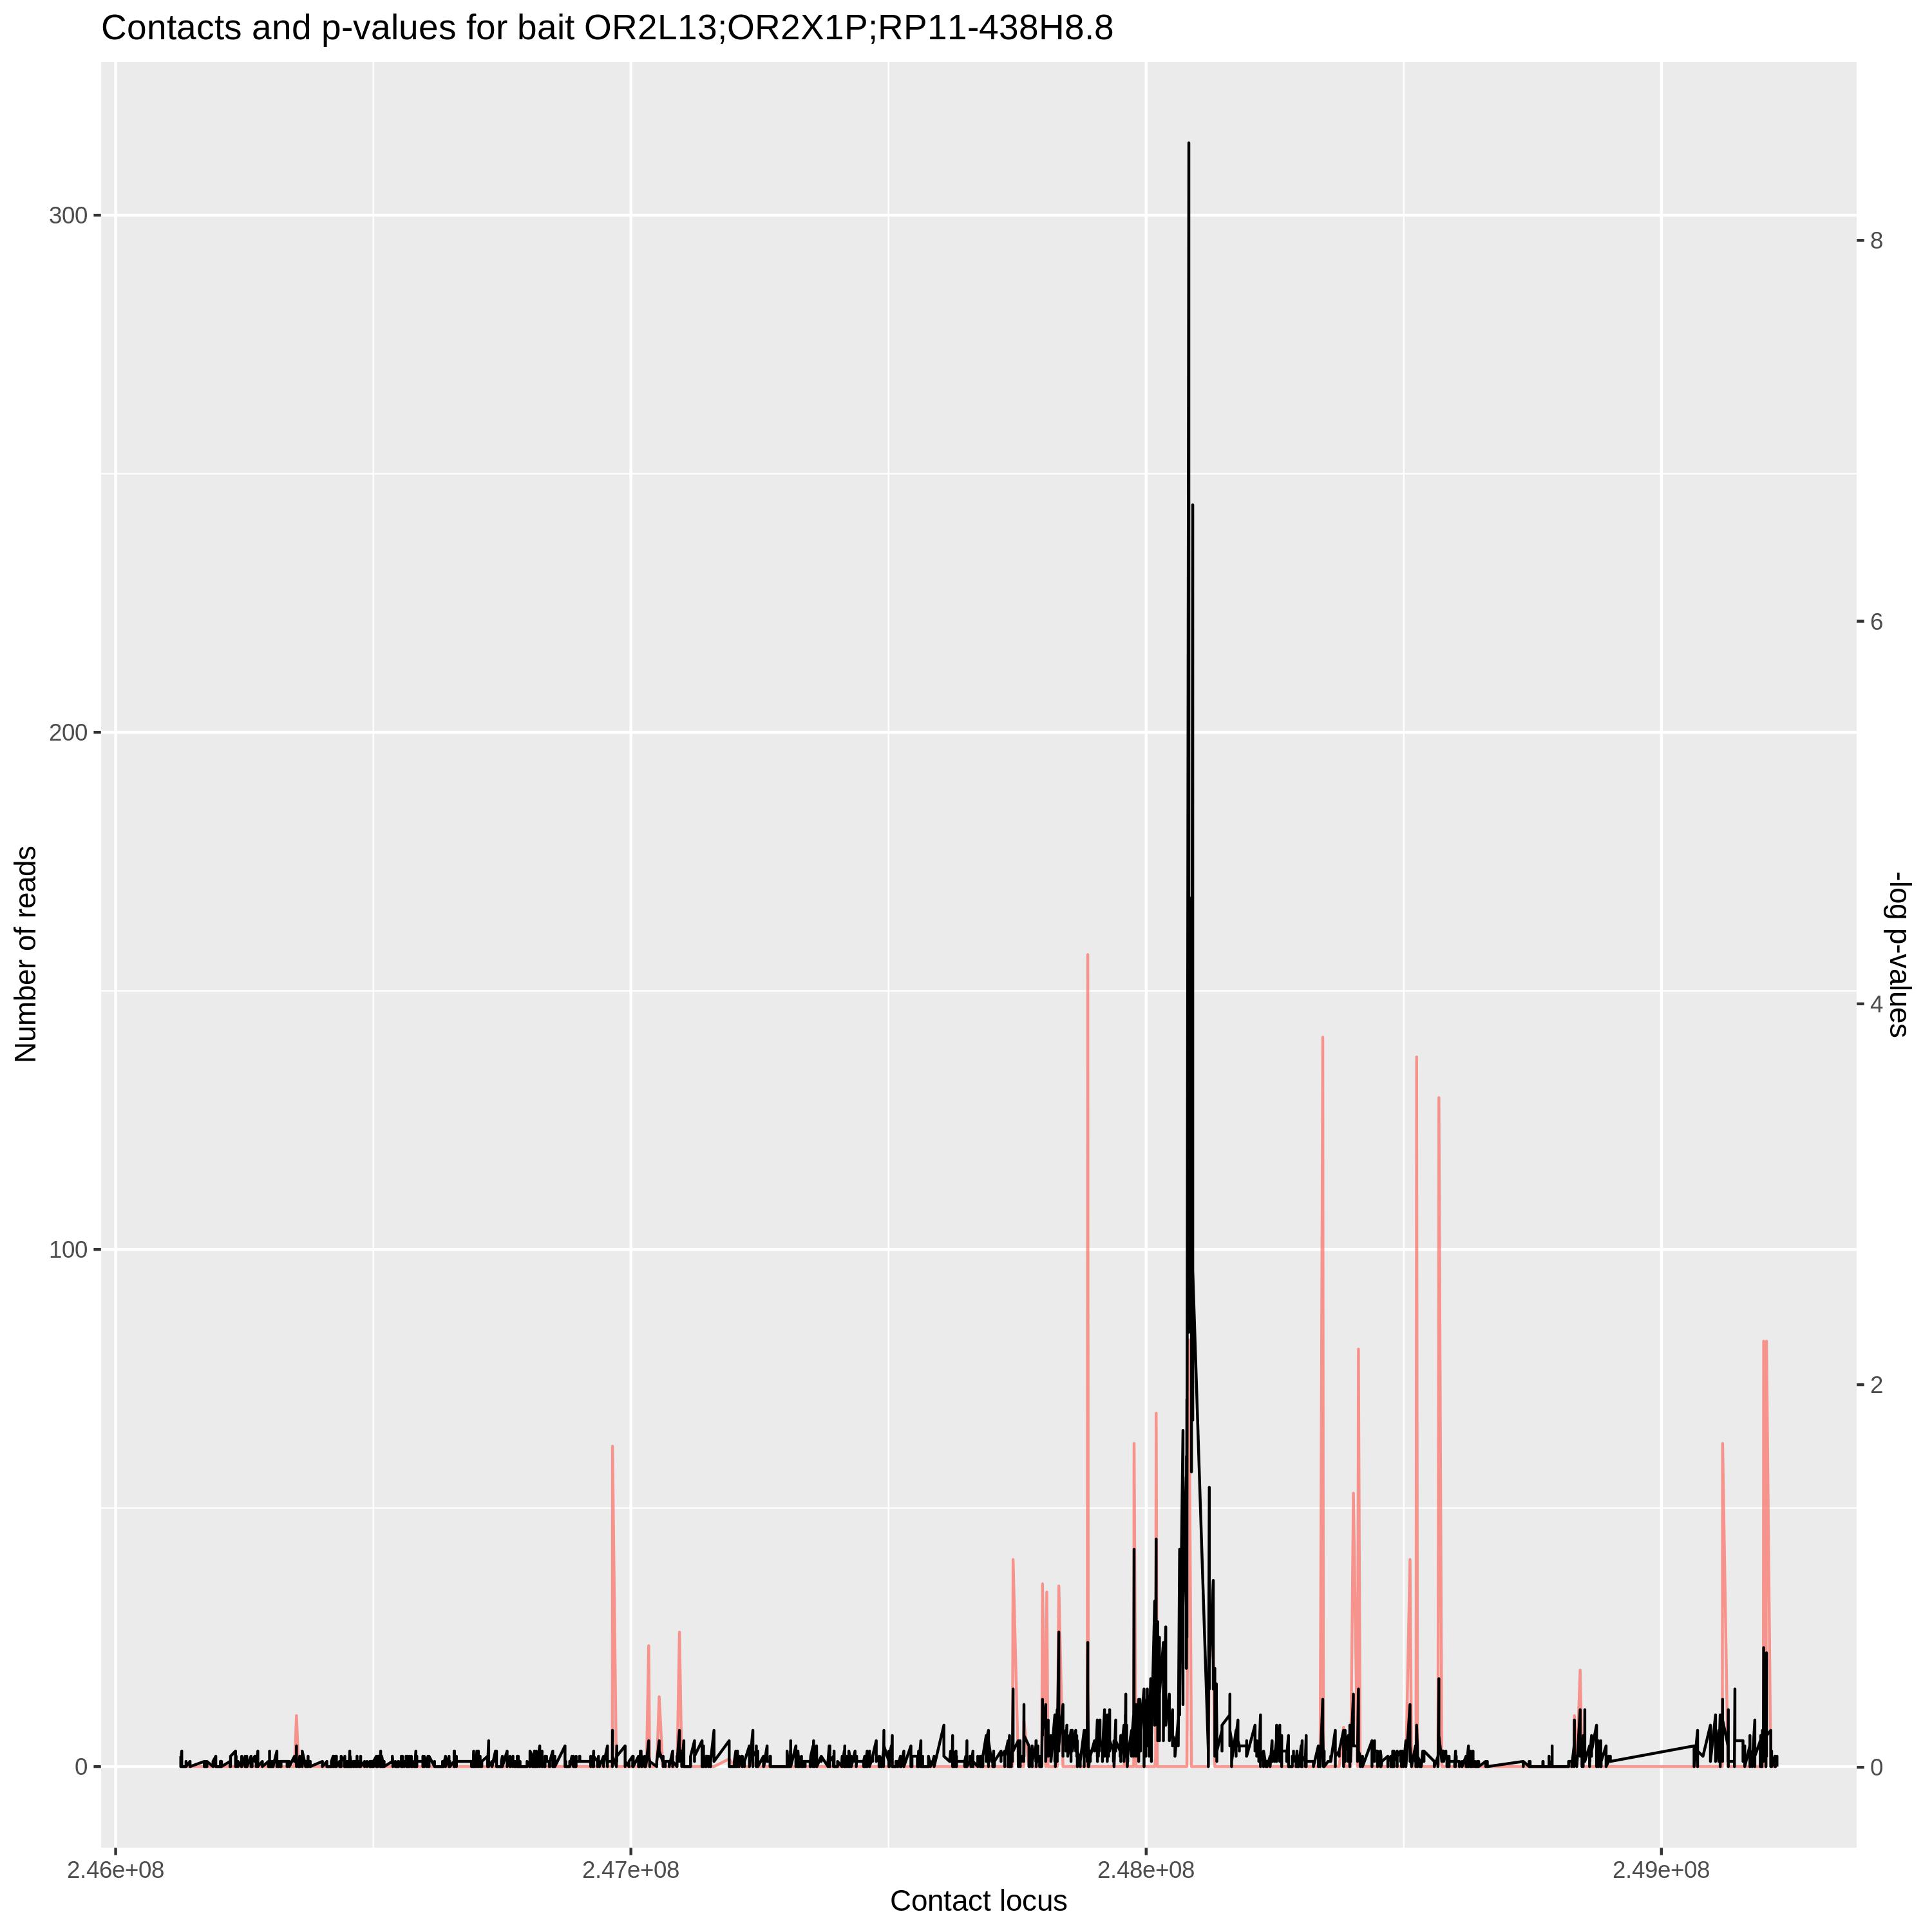 Contacts and p-values for bait OR2L13;OR2X1P;RP11-438H8.8
300
200
100
0
Number of reads
8
6
4
2
0
-log p-values
2.46e+08
2.47e+08
2.48e+08
2.49e+08
Contact locus